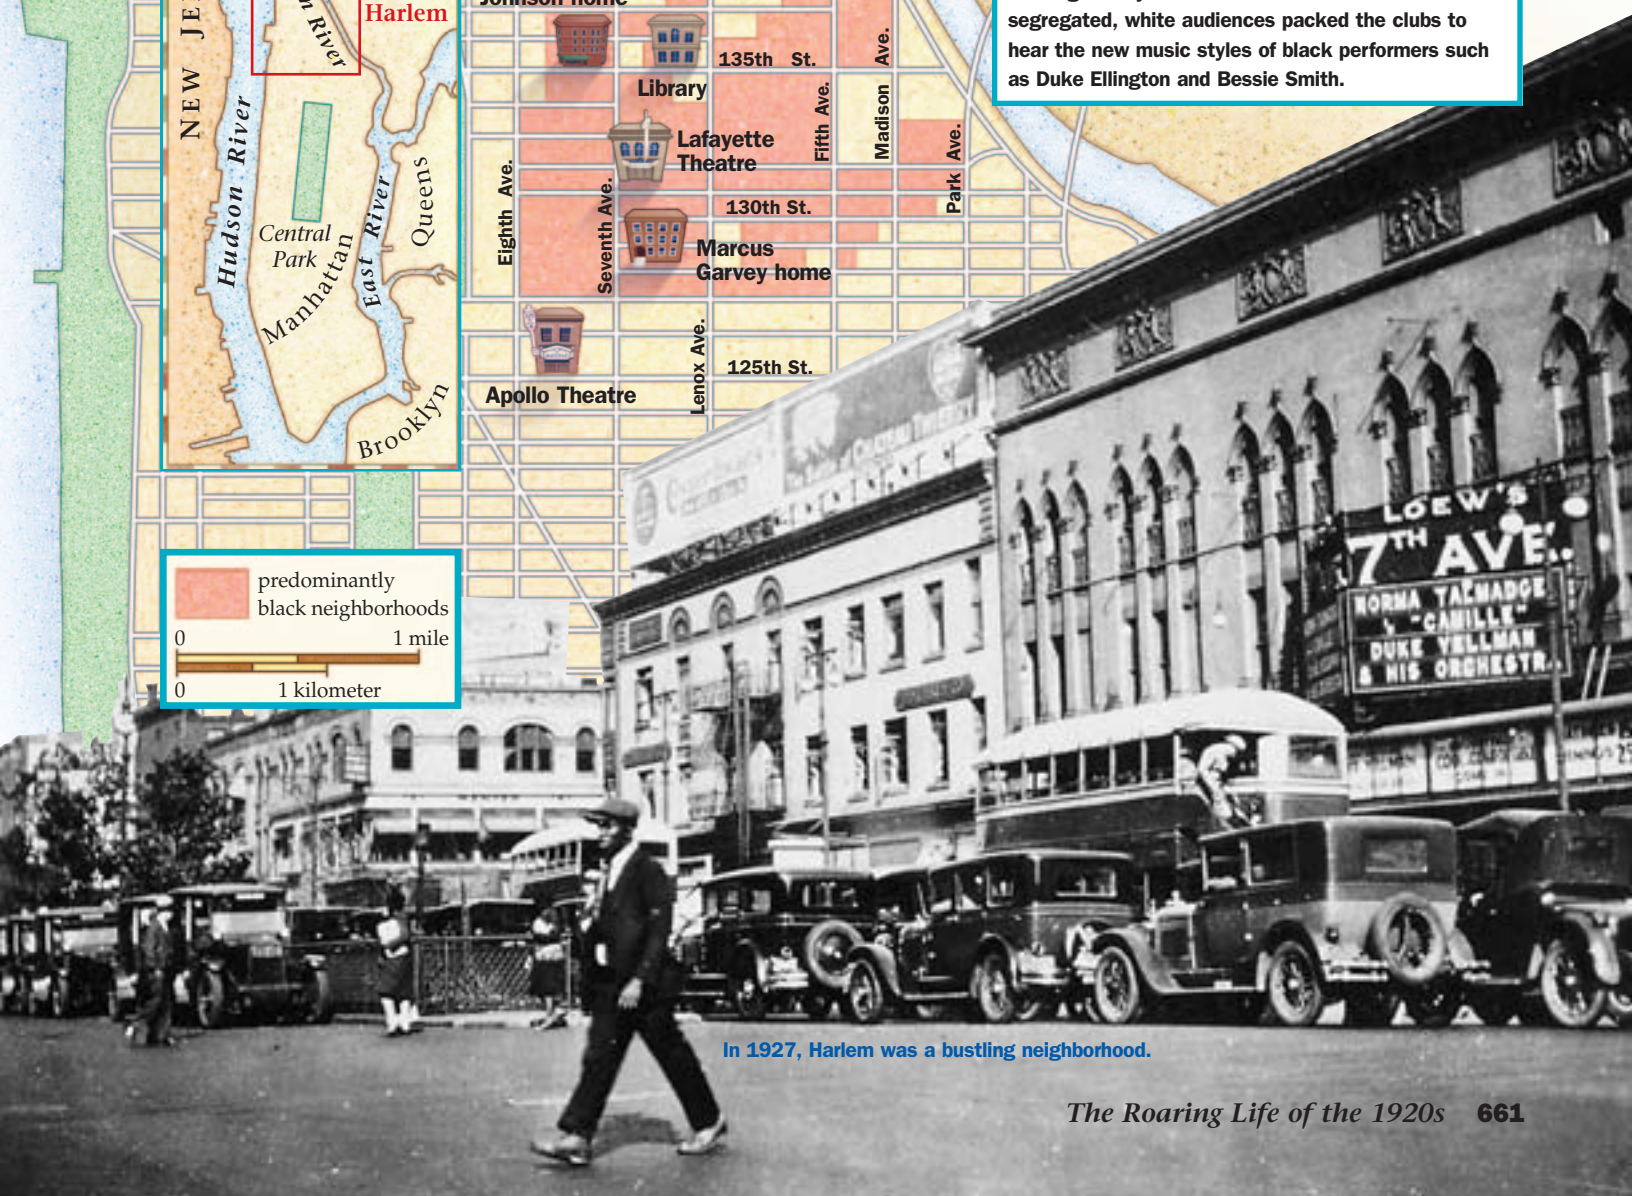 Johnson home
segregated, white audiences packed the clubs to
hear the new music styles of black performers such
as Duke Ellington and Bessie Smith.
Harlem
River
NEW
Hudson River
Central
Park
Manhattan
East River
Queens
Brooklyn
135th St.
Library
Lafayette
Theatre
130th St.
Marcus
Garvey home
125th St.
Apollo Theatre
Eighth Ave.
Seventh Ave.
Lenox Ave.
Fifth Ave.
Madison Ave.
Park Ave.
predominantly
black neighborhoods
0 1 mile
0 1 kilometer
LOEW'S
7TH AVE.
NORMA TALMADGE
"CAMILLE"
DUKE YELLMAN
& HIS ORCHESTR
In 1927, Harlem was a bustling neighborhood.
The Roaring Life of the 1920s 661